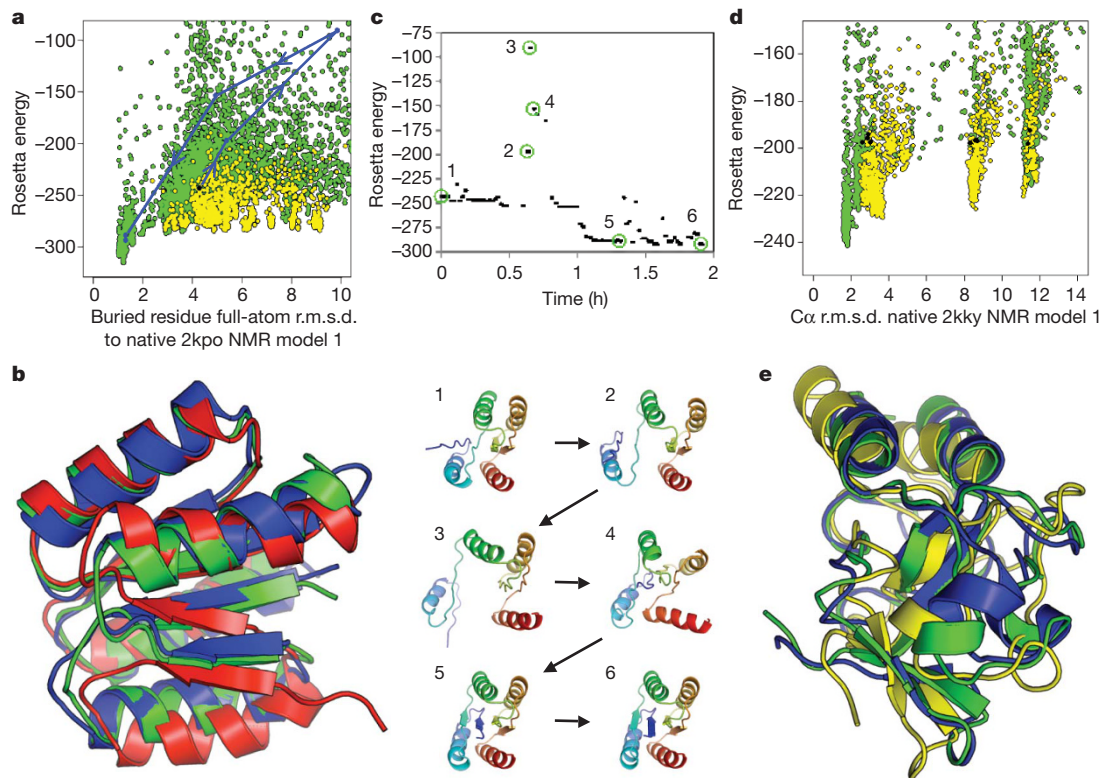 a
−100
−150
−200
−250
−300
Rosetta energy
0 2 4 6 8 10
Buried residue full-atom r.m.s.d.
to native 2kpo NMR model 1
c
−75
−100
−125
−150
−175
−200
−225
−250
−275
−300
Rosetta energy
1
2
3
4
5
6
0 0.5 1 1.5 2
Time (h)
d
−160
−180
−200
−220
−240
Rosetta energy
0 2 4 6 8 10 12 14
Cα r.m.s.d. native 2kky NMR model 1
b
1 2
3 4
5 6
e